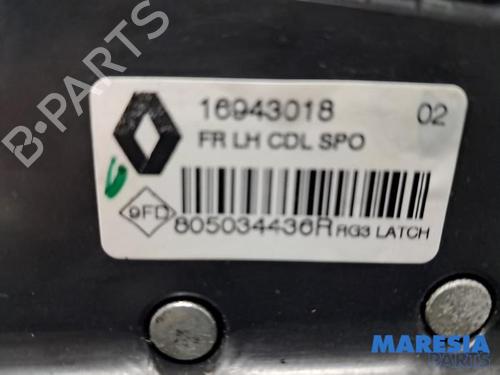 16943018 02
FR LH CDL SPO
9FD
805034436R RG3 LATCH
B-PARTS
MARESIA
PARTS